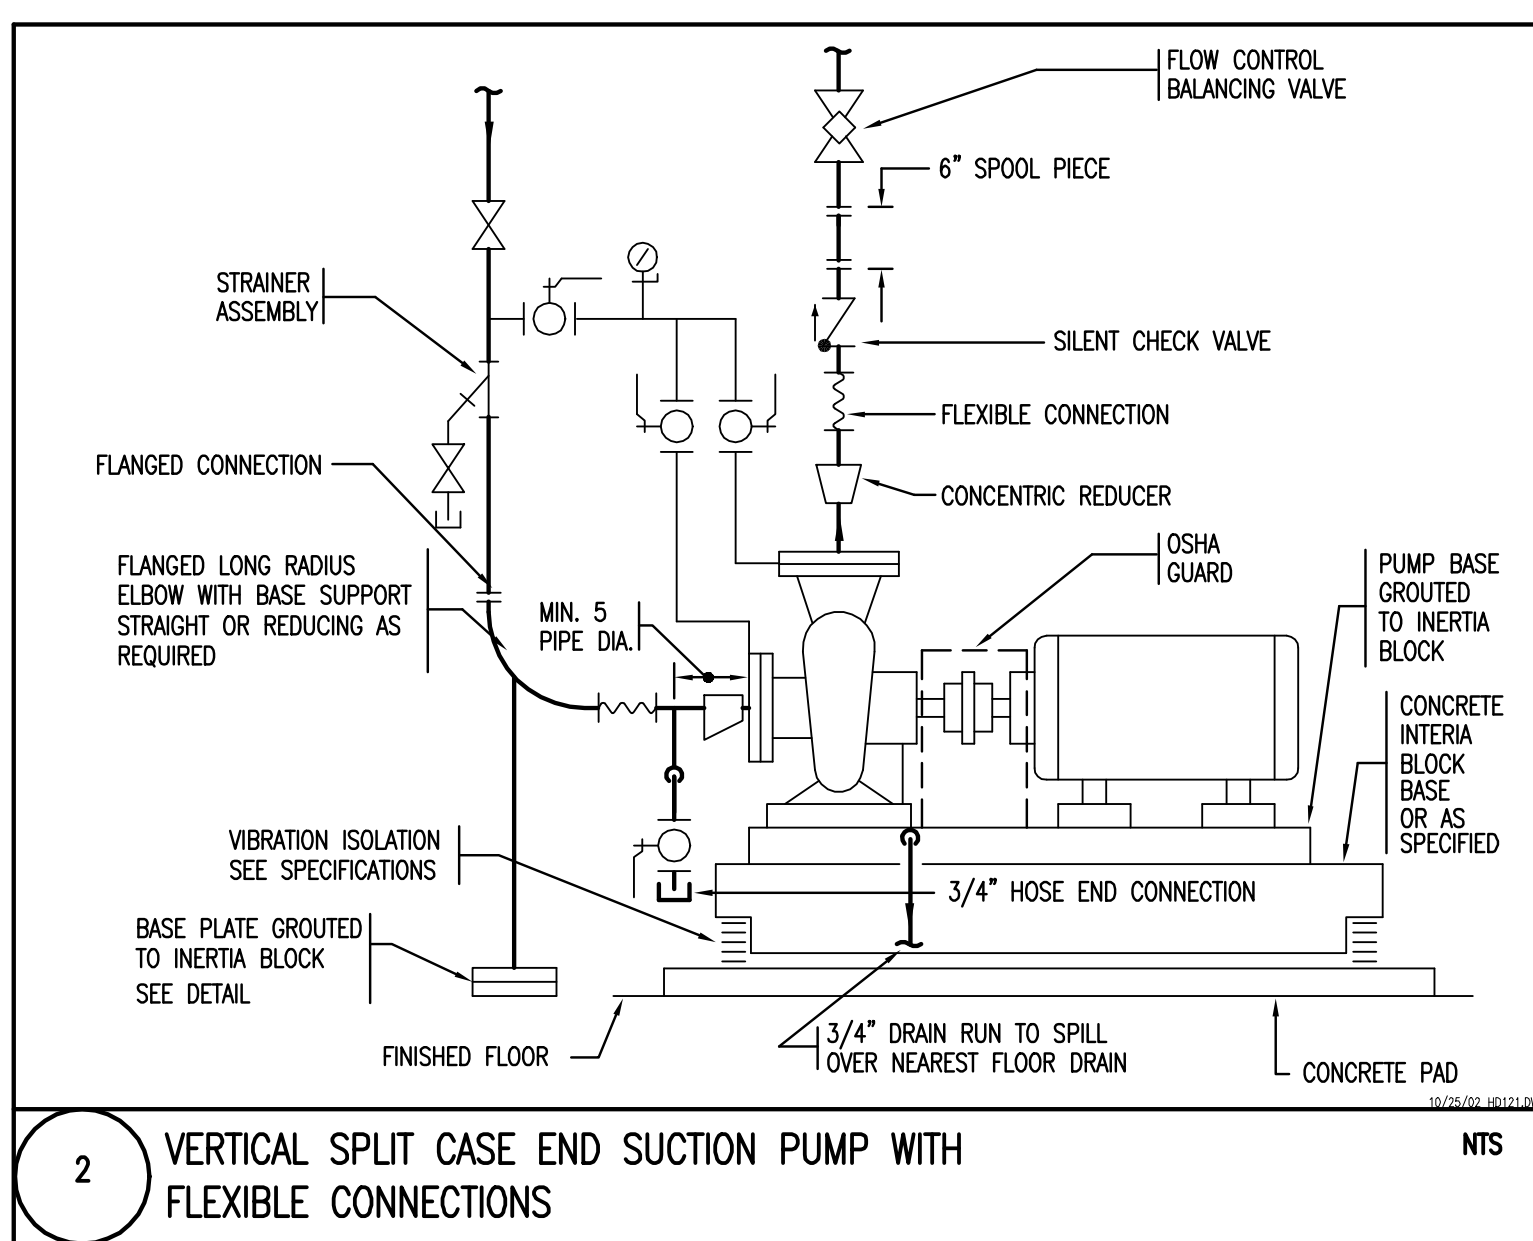 FLOW CONTROL
BALANCING VALVE
6" SPOOL PIECE
STRAINER
ASSEMBLY
SILENT CHECK VALVE
FLEXIBLE CONNECTION
FLANGED CONNECTION
CONCENTRIC REDUCER
OSHA
GUARD
PUMP BASE
GROUTED
TO INERTIA
BLOCK
FLANGED LONG RADIUS
ELBOW WITH BASE SUPPORT
STRAIGHT OR REDUCING AS
REQUIRED
MIN. 5
PIPE DIA.
CONCRETE
INTERIA
BLOCK
BASE
OR AS
SPECIFIED
VIBRATION ISOLATION
SEE SPECIFICATIONS
3/4" HOSE END CONNECTION
BASE PLATE GROUTED
TO INERTIA BLOCK
SEE DETAIL
3/4" DRAIN RUN TO SPILL
OVER NEAREST FLOOR DRAIN
FINISHED FLOOR
CONCRETE PAD
10/25/02 HD121.D
2
VERTICAL SPLIT CASE END SUCTION PUMP WITH
FLEXIBLE CONNECTIONS
NTS